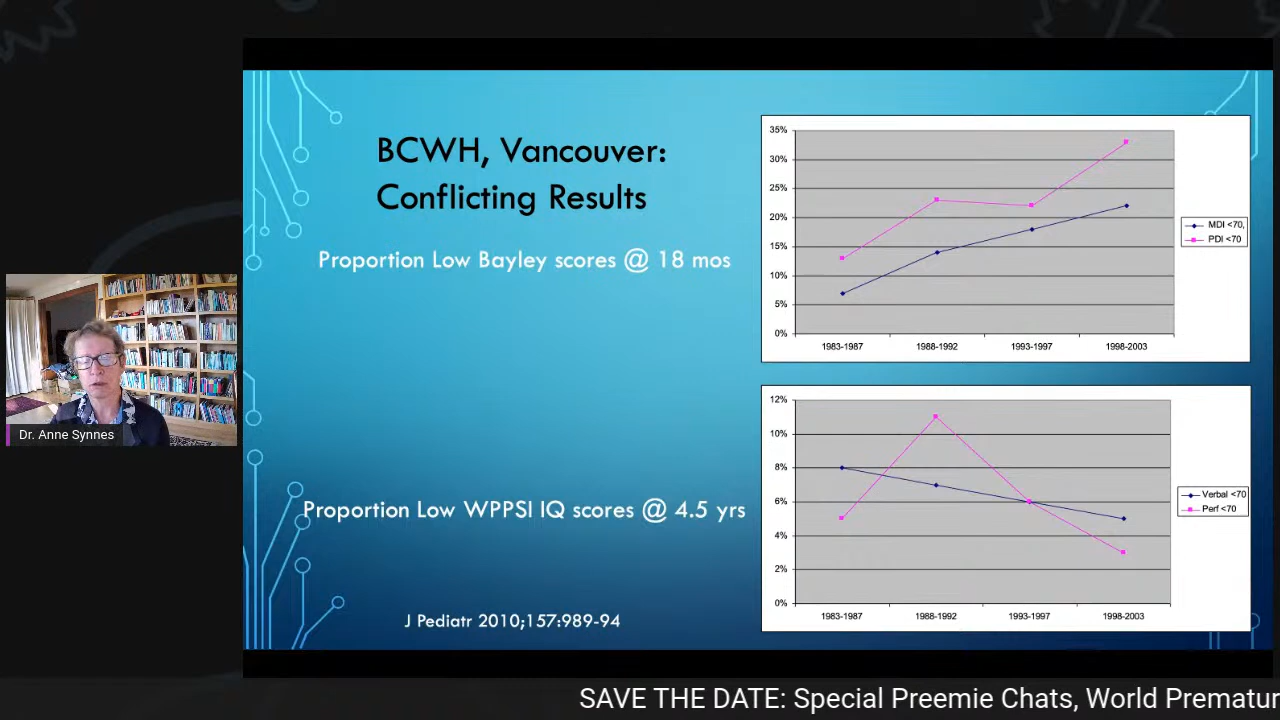 BCWH, Vancouver:
Conflicting Results
Proportion Low Bayley scores @ 18 mos
35%
30%
25%
20%
15%
10%
5%
0%
1983-1987 1988-1992 1993-1997 1998-2003
MDI <70,
PDI <70
Dr. Anne Synnes
Proportion Low WPPSI IQ scores @ 4.5 yrs
12%
10%
8%
6%
4%
2%
0%
1983-1987 1988-1992 1993-1997 1998-2003
Verbal <70
Perf <70
J Pediatr 2010;157:989-94
SAVE THE DATE: Special Preemie Chats, World Prematur